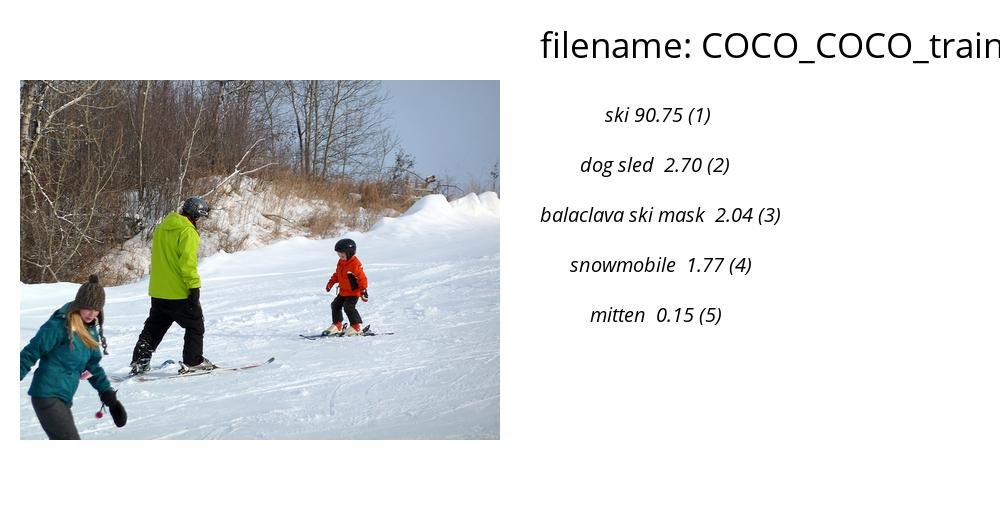 filename: COCO_COCO_train
ski 90.75 (1)
dog sled 2.70 (2)
balaclava ski mask 2.04 (3)
snowmobile 1.77 (4)
mitten 0.15 (5)